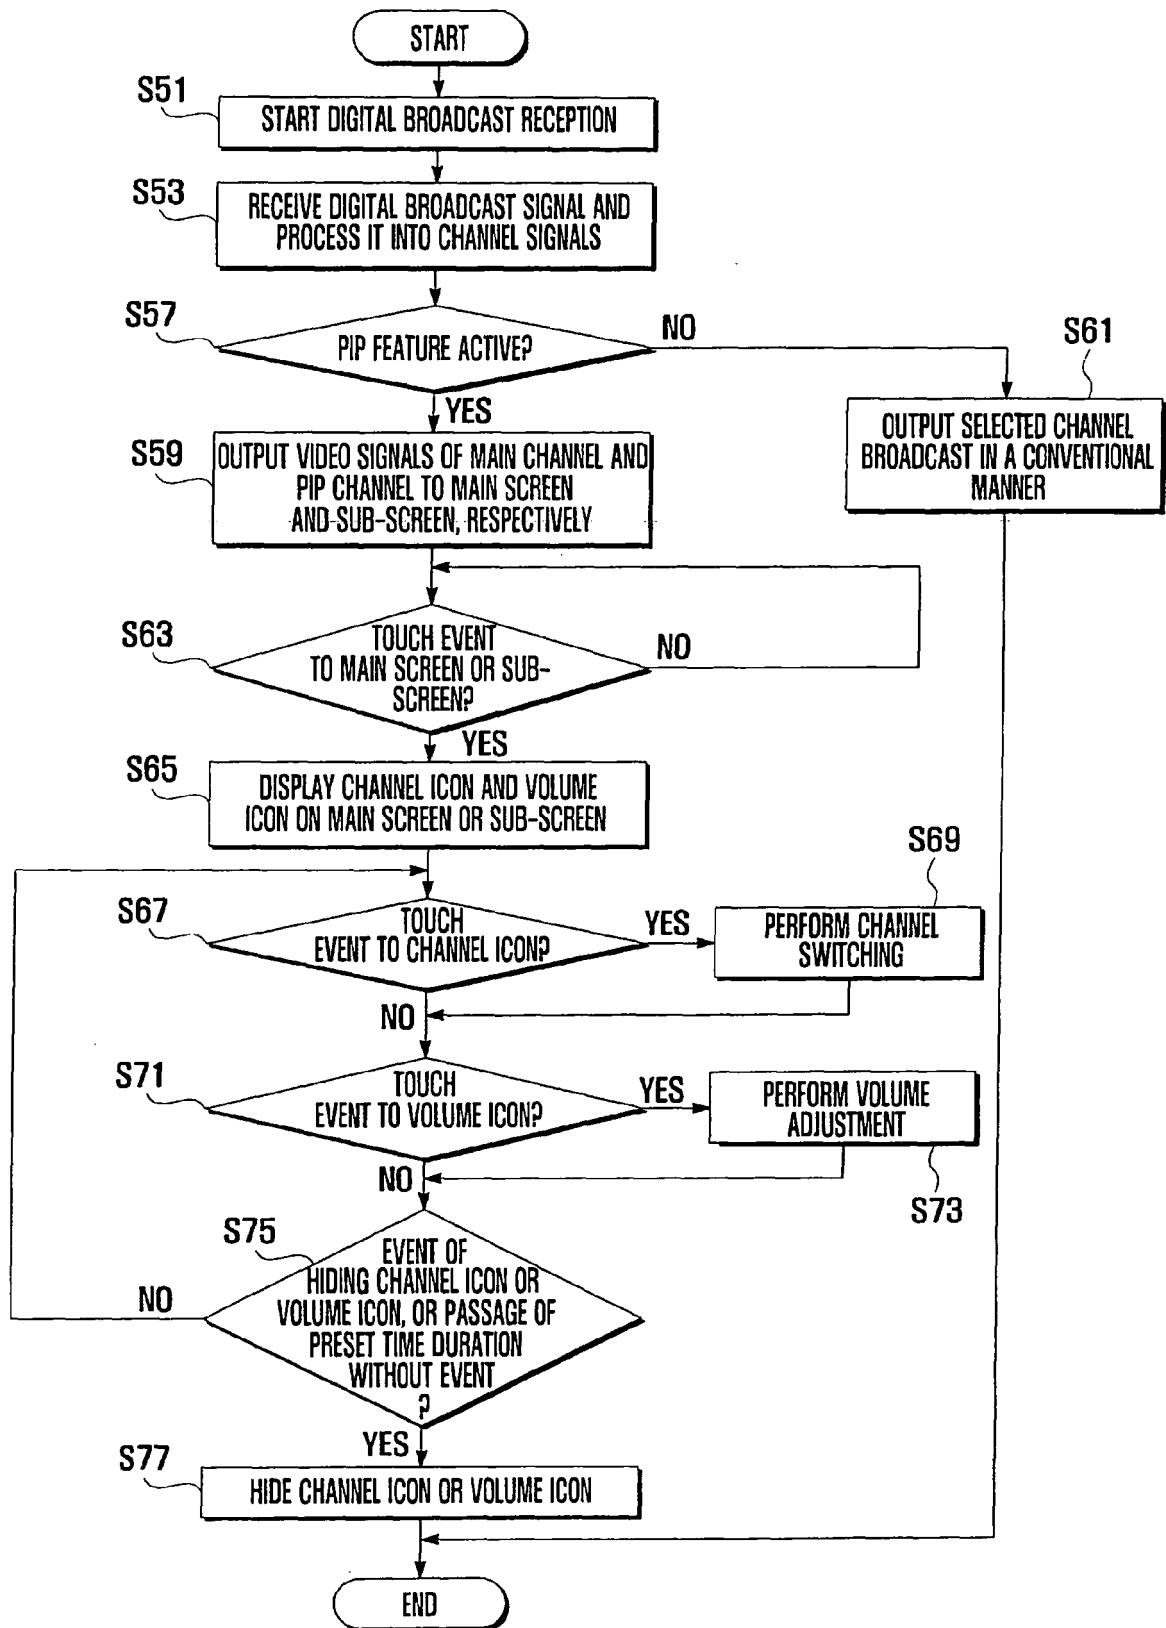 START
S51
START DIGITAL BROADCAST RECEPTION
S53
RECEIVE DIGITAL BROADCAST SIGNAL AND
PROCESS IT INTO CHANNEL SIGNALS
S57
PIP FEATURE ACTIVE?
NO
YES
S61
OUTPUT SELECTED CHANNEL
BROADCAST IN A CONVENTIONAL
MANNER
S59
OUTPUT VIDEO SIGNALS OF MAIN CHANNEL AND
PIP CHANNEL TO MAIN SCREEN
AND SUB-SCREEN, RESPECTIVELY
S63
TOUCH EVENT
TO MAIN SCREEN OR SUB-
SCREEN?
NO
YES
S65
DISPLAY CHANNEL ICON AND VOLUME
ICON ON MAIN SCREEN OR SUB-SCREEN
S67
TOUCH
EVENT TO CHANNEL ICON?
YES
S69
PERFORM CHANNEL
SWITCHING
NO
S71
TOUCH
EVENT TO VOLUME ICON?
YES
PERFORM VOLUME
ADJUSTMENT
S73
NO
S75
EVENT OF
HIDING CHANNEL ICON OR
VOLUME ICON, OR PASSAGE OF
PRESET TIME DURATION
WITHOUT EVENT
?
NO
YES
S77
HIDE CHANNEL ICON OR VOLUME ICON
END